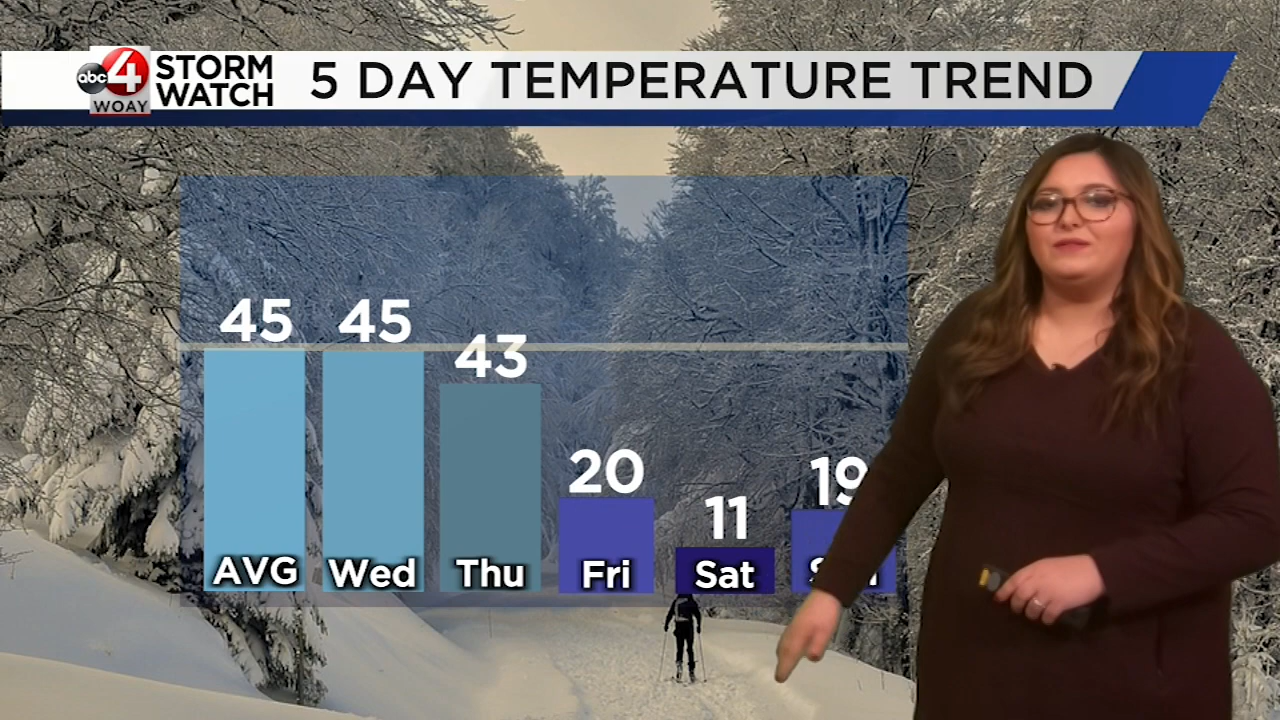 abc 4
WOAY
STORM
WATCH
5 DAY TEMPERATURE TREND
45 45 43 20 11 19
AVG Wed Thu Fri Sat